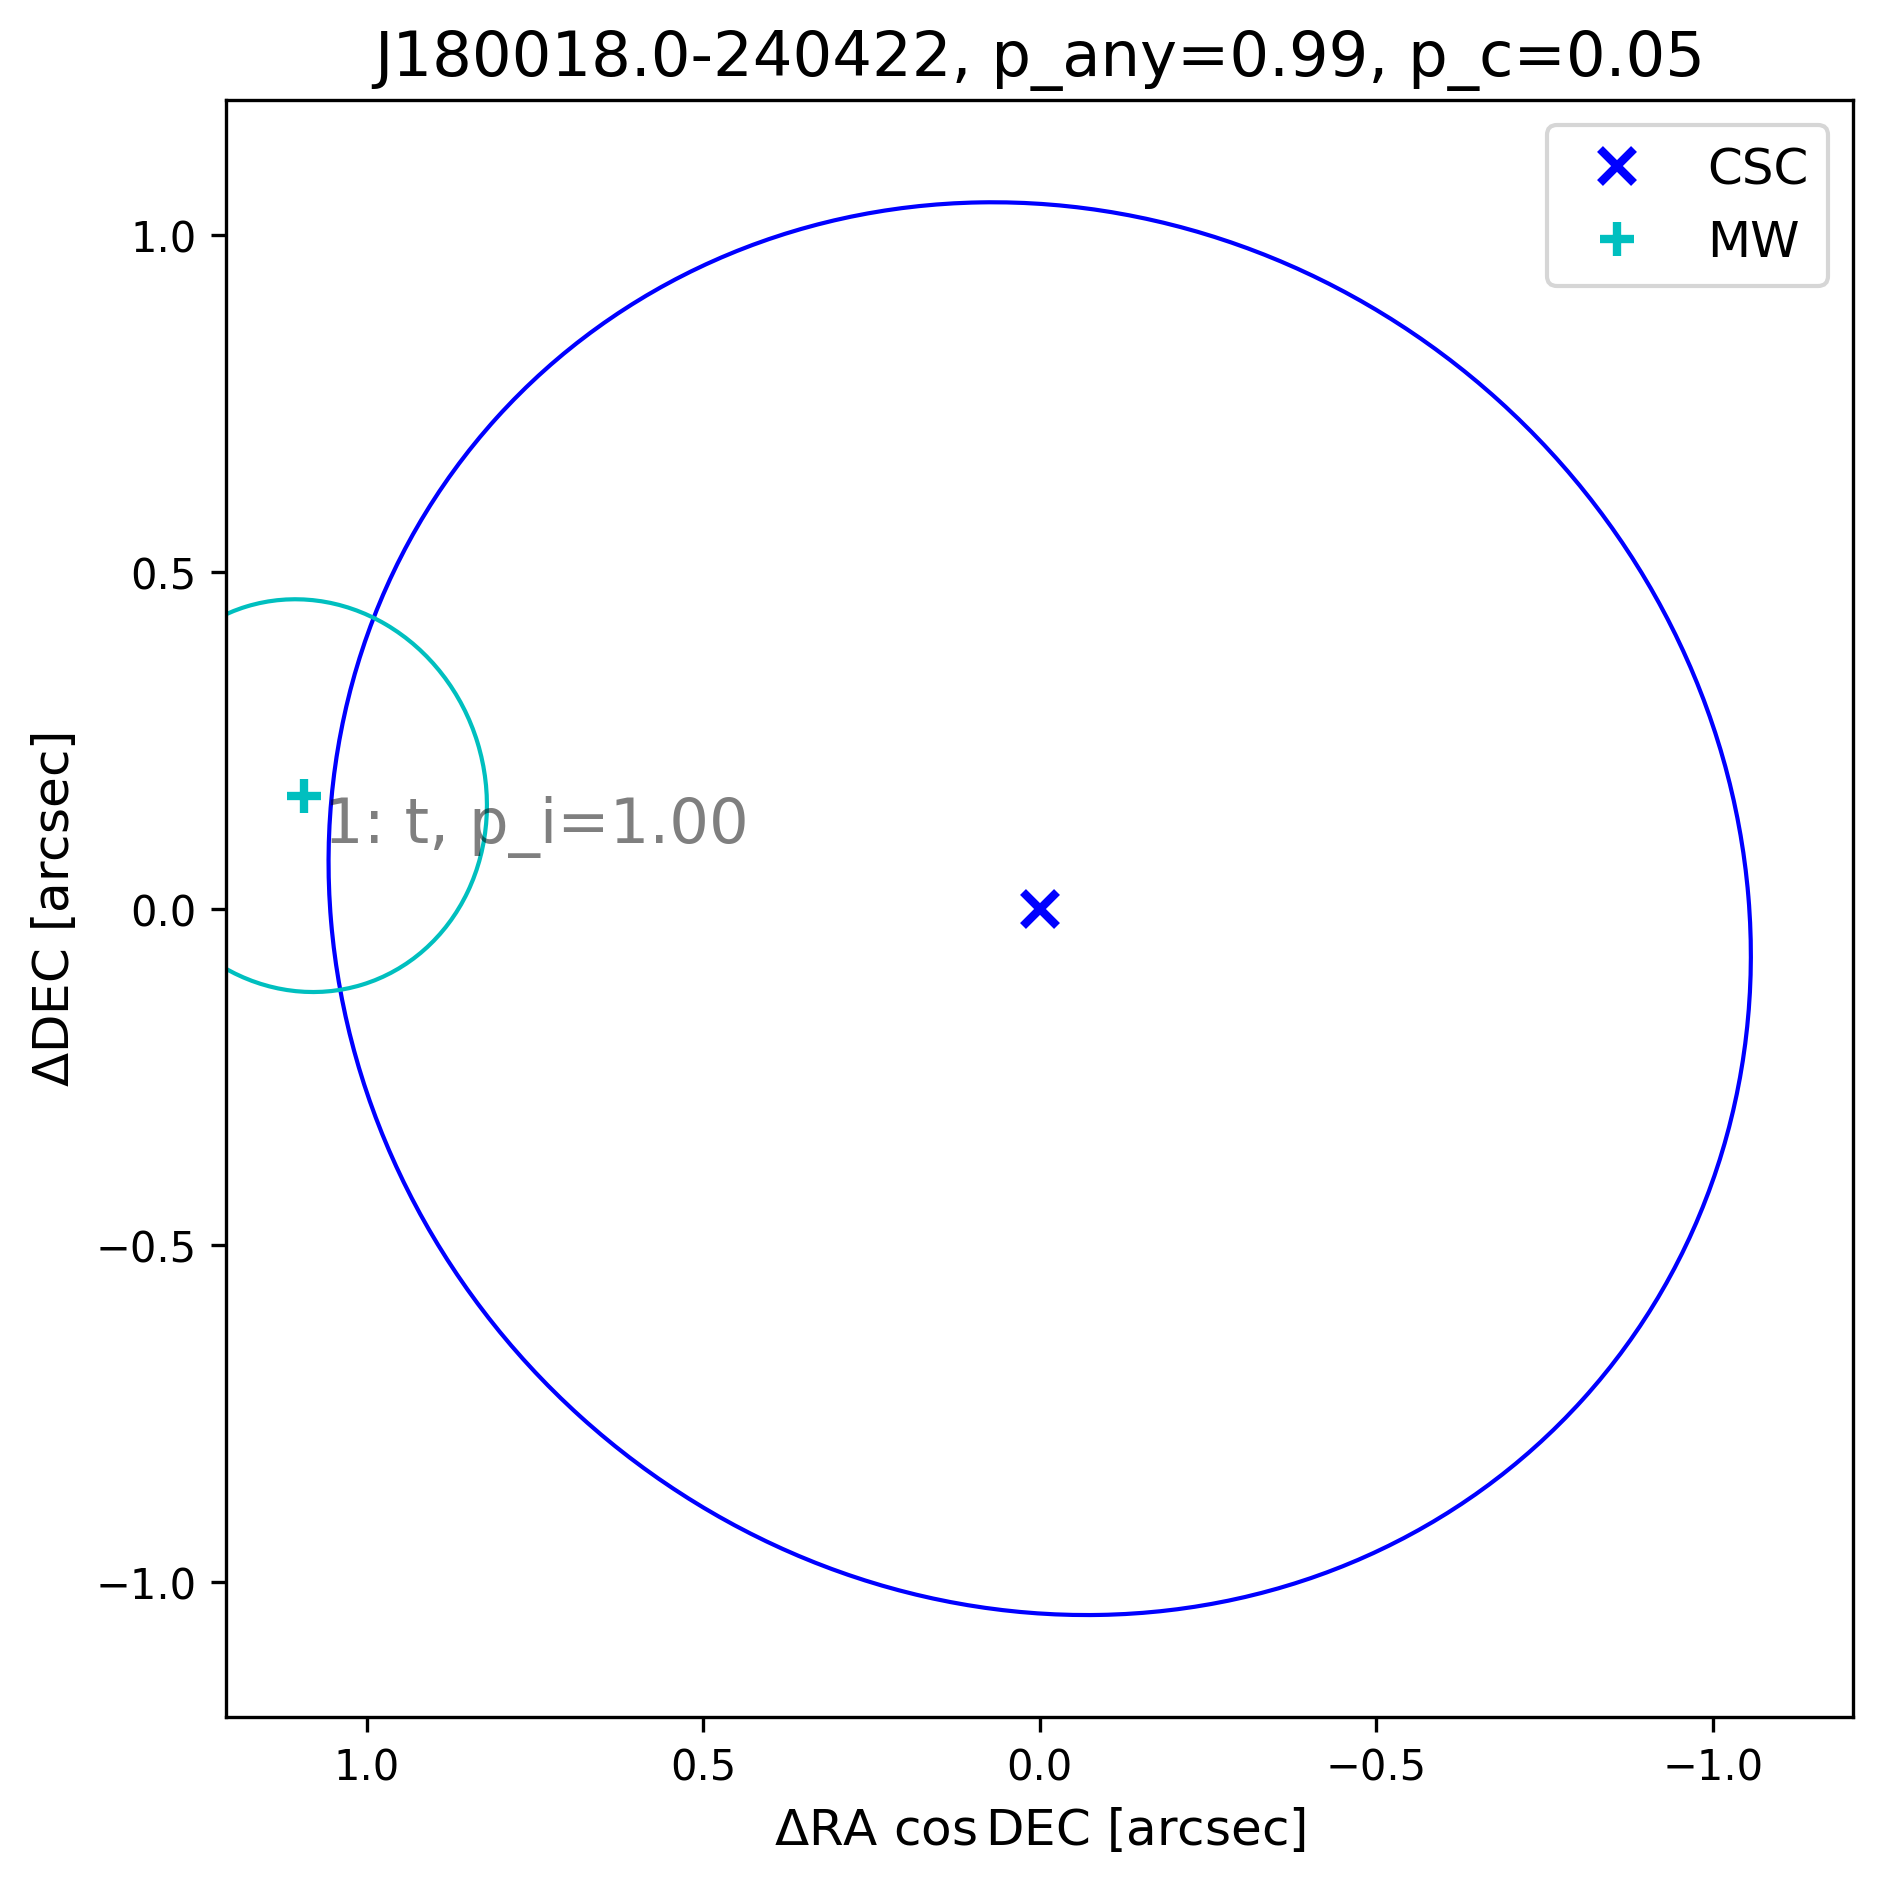 J180018.0-240422, p_any=0.99, p_c=0.05
CSC
MW
1.0
0.5
0.0
−0.5
−1.0
ΔDEC [arcsec]
1: t, p_i=1.00
1.0 0.5 0.0 −0.5 −1.0
ΔRA cos DEC [arcsec]